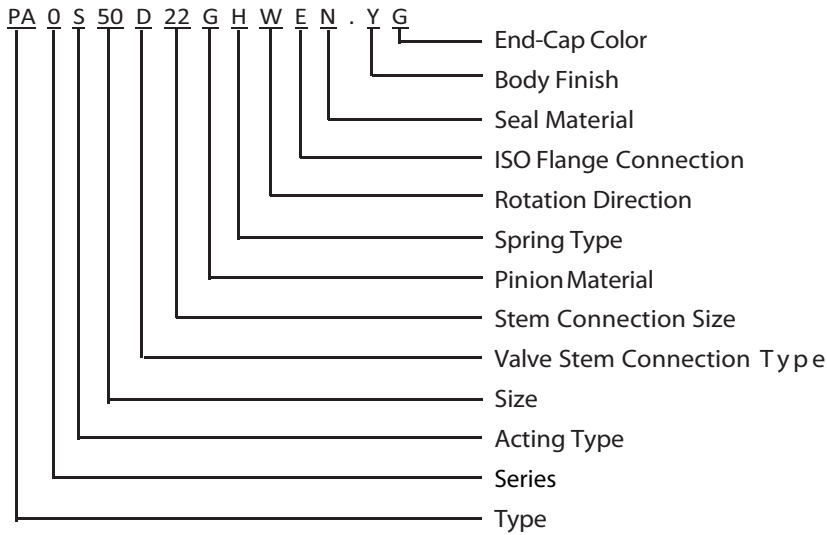 PA 0 S 50 D 22 G H W E N . Y G
End-Cap Color
Body Finish
Seal Material
ISO Flange Connection
Rotation Direction
Spring Type
Pinion Material
Stem Connection Size
Valve Stem Connection Type
Size
Acting Type
Series
Type